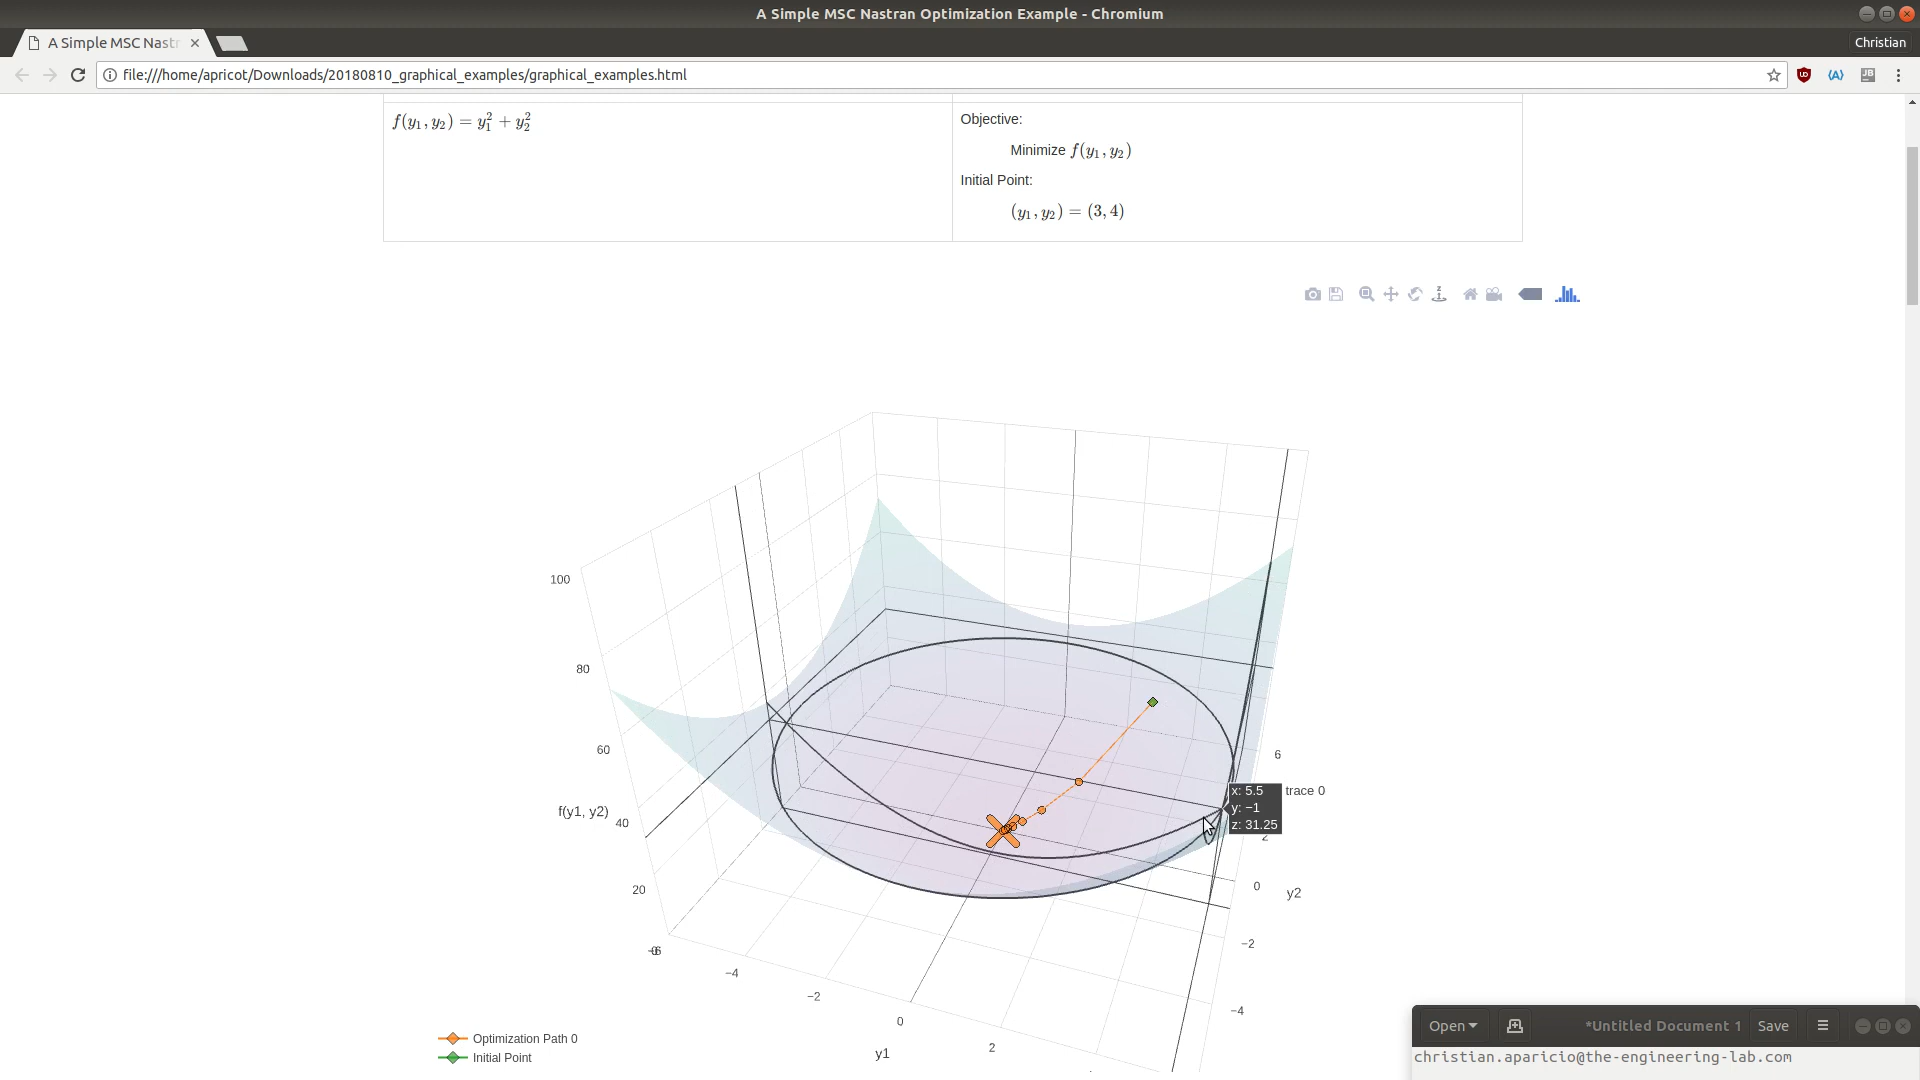 A Simple MSC Nastran Optimization Example - Chromium
A Simple MSC Nastr
Christian
file:///home/apricot/Downloads/20180810_graphical_examples/graphical_examples.html
f(y₁, y₂) = y₁² + y₂²
Objective:
Minimize f(y₁, y₂)
Initial Point:
(y₁, y₂) = (3, 4)
100
80
60
f(y1, y2)
40
20
−4
−2
0
2
y1
6
x: 5.5
trace 0
y: −1
z: 31.25
2
0
y2
−2
−4
Optimization Path 0
Initial Point
Open
*Untitled Document 1
Save
christian.aparicio@the-engineering-lab.com